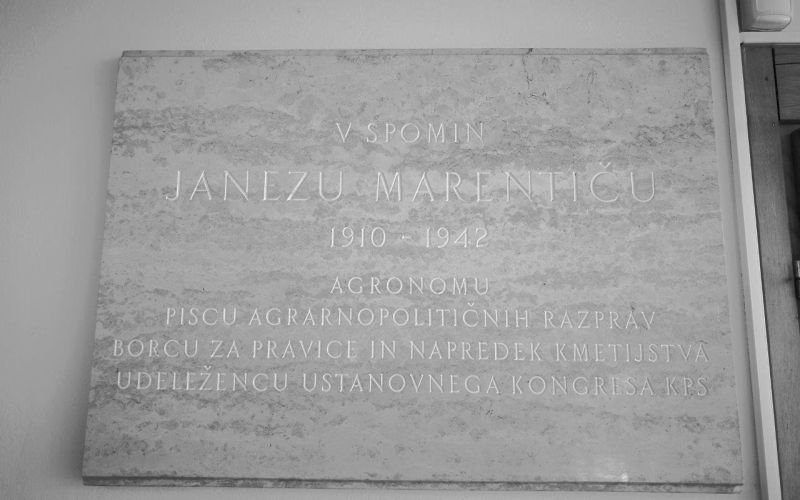 V SPOMIN
JANEZU MARENTIČU
1910 - 1942
AGRONOMU
PISCU AGRARNOPOLITIČNIH RAZPRAV
BORCU ZA PRAVICE IN NAPREDEK KMETIJSTVA
UDELEŽENCU USTANOVNEGA KONGRESA KPS